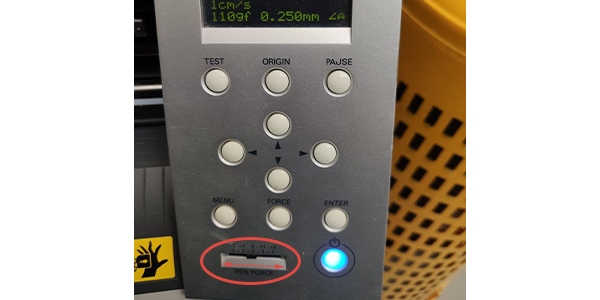 1cm/s
110gf 0.250mm ∠A
TEST ORIGIN PAUSE
MENU FORCE ENTER
PEN FORCE